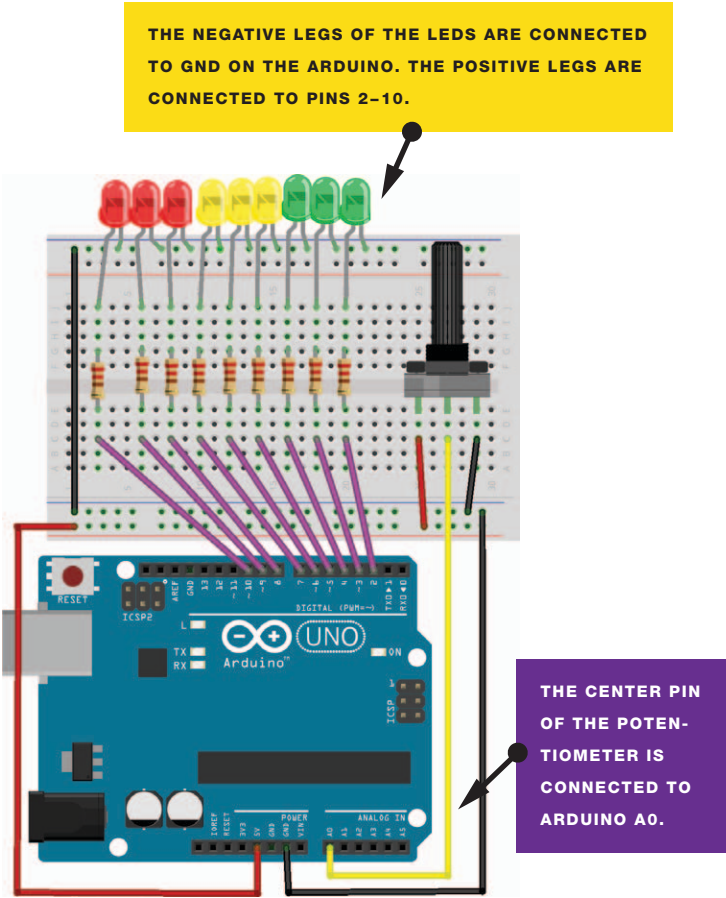 THE NEGATIVE LEGS OF THE LEDS ARE CONNECTED
TO GND ON THE ARDUINO. THE POSITIVE LEGS ARE
CONNECTED TO PINS 2–10.
RESET
ICSP2
AREF
GND
13
12
~11
~10
~9
8
7
~6
~5
4
~3
2
TXD▶1
RXD◀0
DIGITAL (PWM=~)
L
TX
RX
UNO
Arduino™
ON
1
ICSP
THE CENTER PIN
OF THE POTEN-
TIOMETER IS
CONNECTED TO
ARDUINO A0.
POWER
ANALOG IN
IOREF
RESET
3V3
5V
GND
GND
VIN
A0
A1
A2
A3
A4
A5